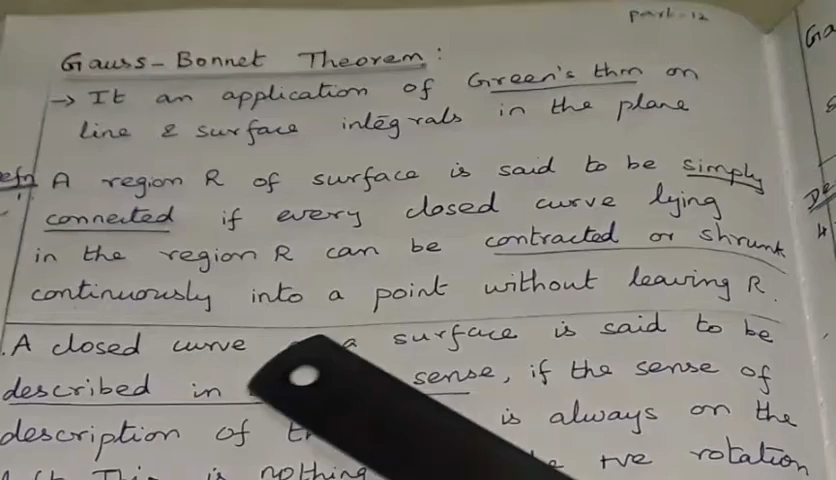 part-12
Gauss-Bonnet Theorem:
→ It an application of Green's thm on
line & surface integrals in the plane
Defn A region R of surface is said to be simply
connected if every closed curve lying
in the region R can be contracted or shrunk
continuously into a point without leaving R.
.A closed curve a surface is said to be
described in sense, if the sense of
description of is always on the
This is nothing +ve rotation